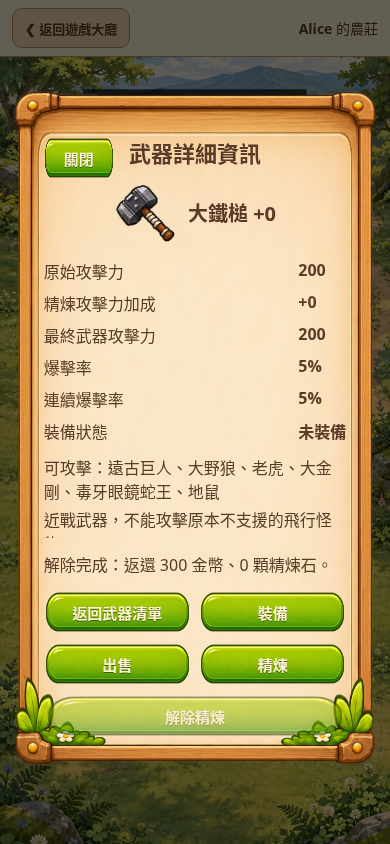 ❮ 返回遊戲大廳
Alice 的農莊
關閉
武器詳細資訊
大鐵槌 +0
原始攻擊力 200
精煉攻擊力加成 +0
最終武器攻擊力 200
爆擊率 5%
連續爆擊率 5%
裝備狀態 未裝備
可攻擊：遠古巨人、大野狼、老虎、大金
剛、毒牙眼鏡蛇王、地鼠
近戰武器，不能攻擊原本不支援的飛行怪
解除完成：返還 300 金幣、0 顆精煉石。
返回武器清單
裝備
出售
精煉
解除精煉